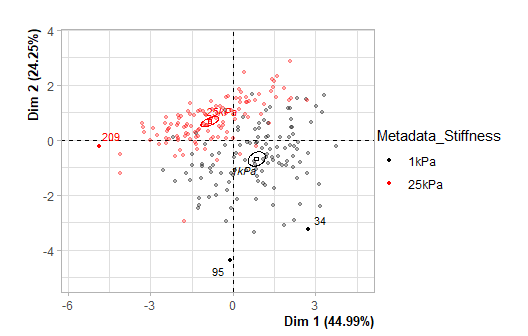 Dim 2 (24.25%)
4
2
0
-2
-4
209
25kPa
1kPa
34
95
-6
-3
0
3
Dim 1 (44.99%)
Metadata_Stiffness
1kPa
25kPa